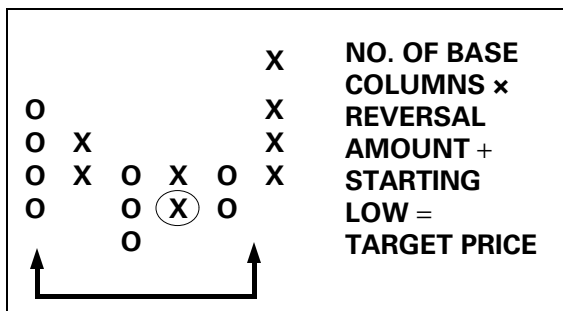 X
O X
O X X
O X O X O X
O O X O
O
NO. OF BASE
COLUMNS ×
REVERSAL
AMOUNT +
STARTING
LOW =
TARGET PRICE